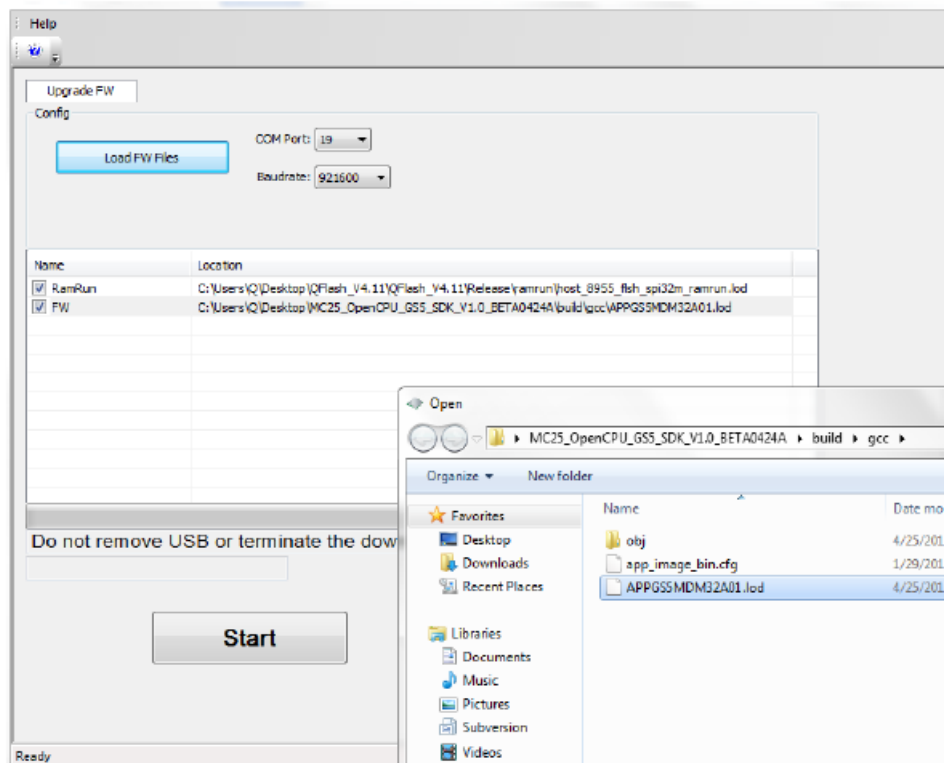 Help
Upgrade FW
Config
Load FW Files
COM Port: 19
Baudrate: 921600
Name Location
RamRun C:\Users\Q\Desktop\QFlash_V4.11\QFlash_V4.11\Release\ramrun\host_8955_flsh_spi32m_ramrun.lod
FW C:\Users\Q\Desktop\MC25_OpenCPU_GS5_SDK_V1.0_BETA0424A\build\gcc\APPGS5MDM32A01.lod
Open
MC25_OpenCPU_GS5_SDK_V1.0_BETA0424A build gcc
Organize New folder
Favorites
Desktop
Downloads
Recent Places
Libraries
Documents
Music
Pictures
Subversion
Videos
Name Date mo
obj 4/25/201
app_image_bin.cfg 1/29/201
APPGS5MDM32A01.lod 4/25/201
Do not remove USB or terminate the dow
Start
Ready